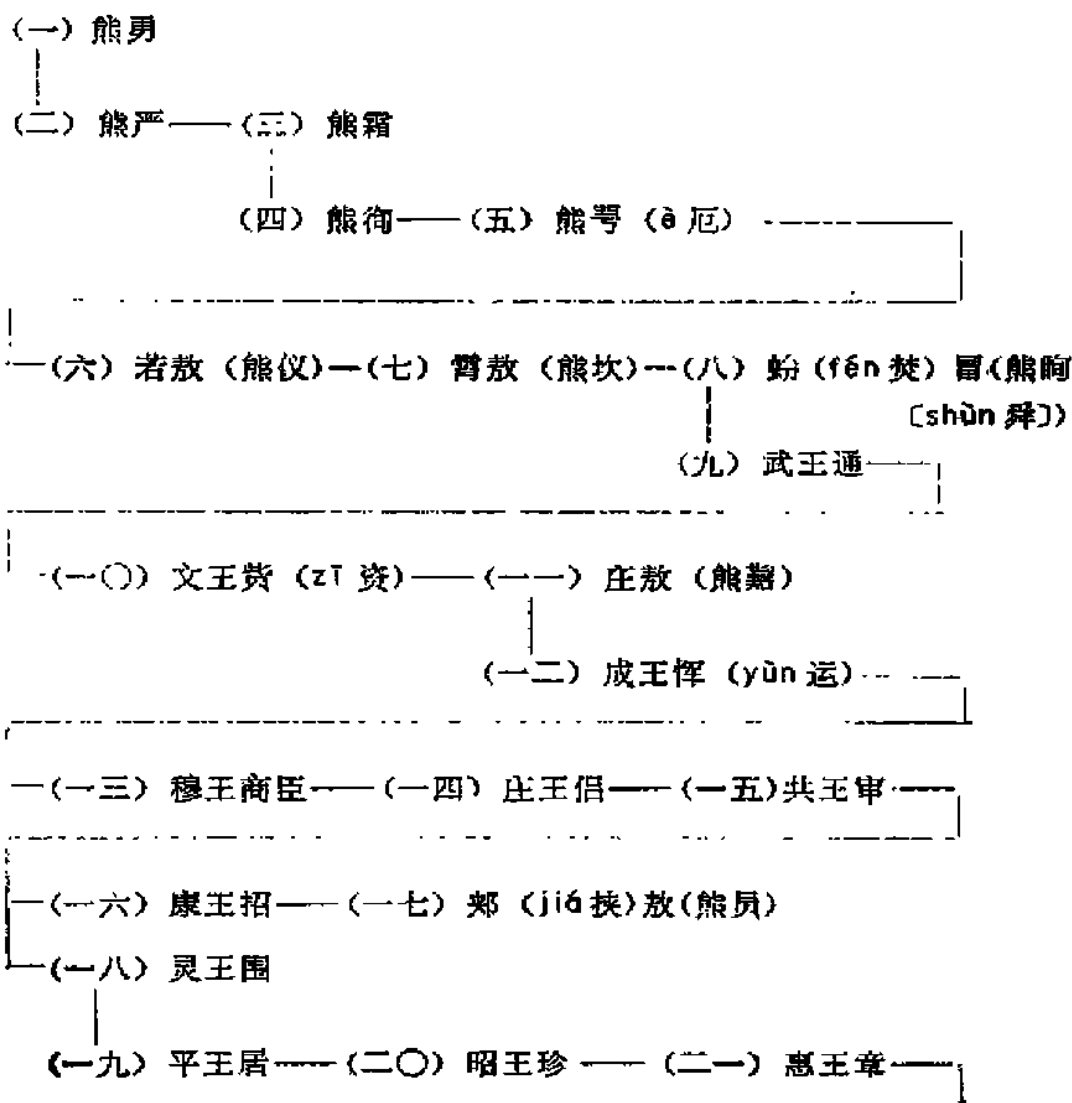 (一) 熊勇
(二) 熊严——(三) 熊霜
(四) 熊徇——(五) 熊咢 (è 厄)
(六) 若敖 (熊仪)—(七) 霄敖 (熊坎)—(八) 蚡 (fén 焚) 冒(熊眴
〔shùn 舜〕)
(九) 武王通
(一〇) 文王赀 (zī 资)——(一一) 庄敖 (熊囏)
(一二) 成王恽 (yùn 运)
(一三) 穆王商臣——(一四) 庄王侣——(一五)共王审
(一六) 康王招——(一七) 郏 (jiá 挟)敖(熊员)
(一八) 灵王围
(一九) 平王居——(二〇) 昭王珍——(二一) 惠王章